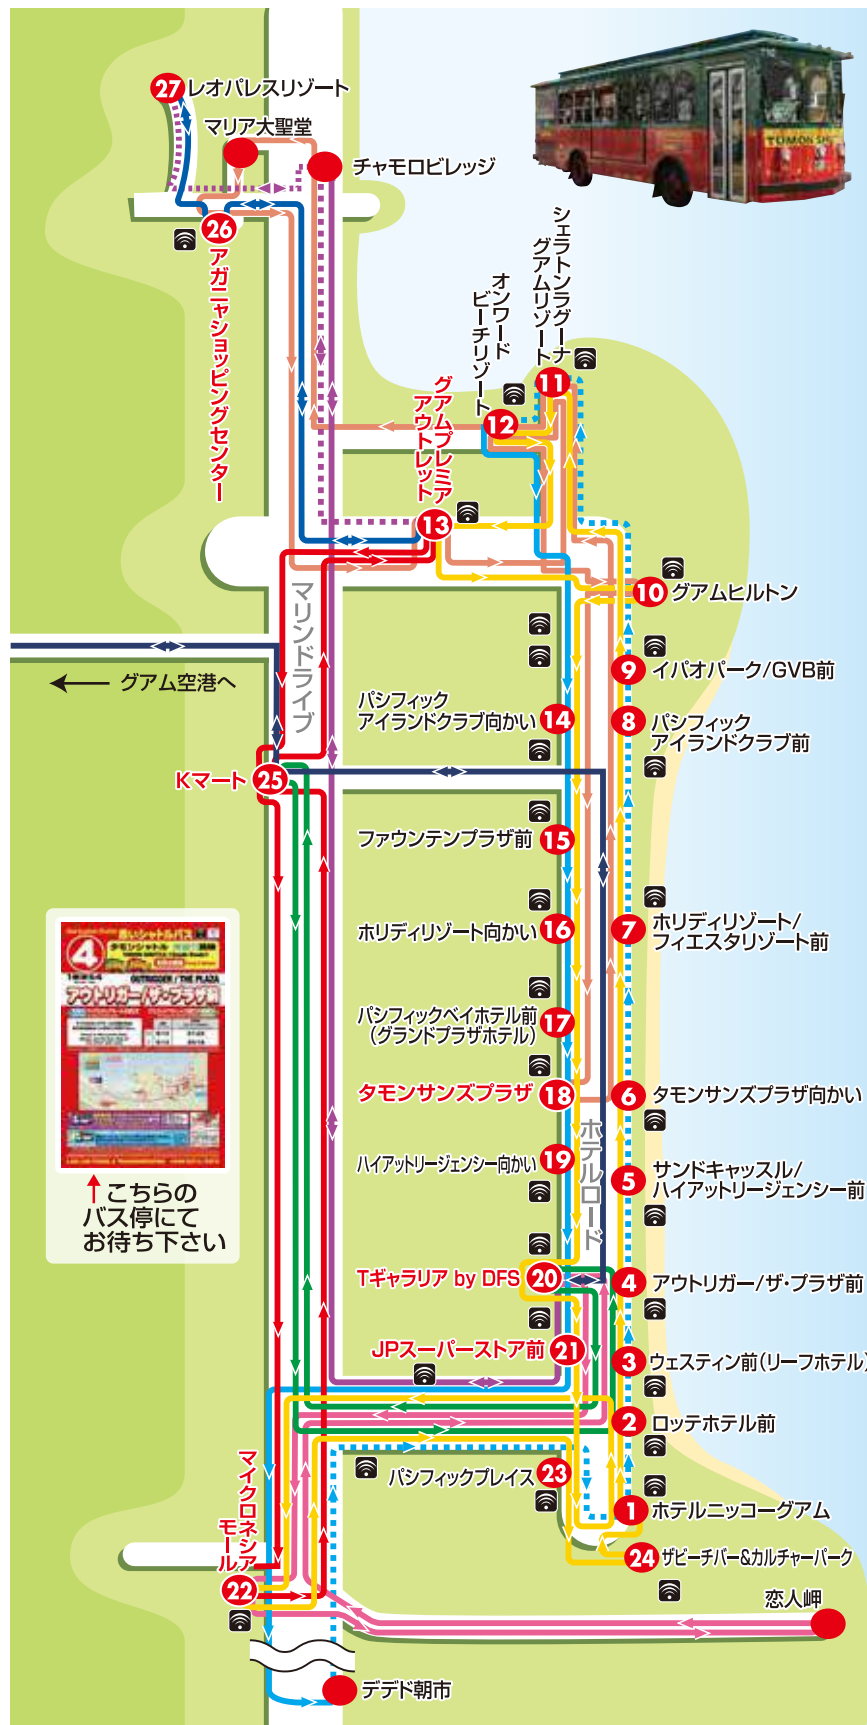 27 レオパレスリゾート
マリア大聖堂
チャモロビレッジ
TUMON SH
26
アガニャショッピングセンター
シェラトンラグーナ
グアムリゾート
11
オンワード
ビーチリゾート
12
グアムプレミア
アウトレット
13
10 グアムヒルトン
マリンドライブ
← グアム空港へ
9 イパオパーク/GVB前
パシフィック
アイランドクラブ向かい 14
8 パシフィック
アイランドクラブ前
Kマート 25
ファウンテンプラザ前 15
ホリディリゾート向かい 16
7 ホリディリゾート/
フィエスタリゾート前
赤いシャトルバス
4
タモンシャトル
OUTRIGGER / THE PLAZA
アウトリガー/ザ・プラザ前
↑こちらの
バス停にて
お待ち下さい
パシフィックベイホテル前
(グランドプラザホテル) 17
タモンサンズプラザ 18
6 タモンサンズプラザ向かい
ホテルロード
ハイアットリージェンシー向かい 19
5 サンドキャッスル/
ハイアットリージェンシー前
Tギャラリア by DFS 20
4 アウトリガー/ザ・プラザ前
JPスーパーストア前 21
3 ウェスティン前(リーフホテル)
2 ロッテホテル前
マイクロネシア
モール
22
パシフィックプレイス 23
1 ホテルニッコーグアム
24 ザビーチバー&カルチャーパーク
恋人岬
デデド朝市